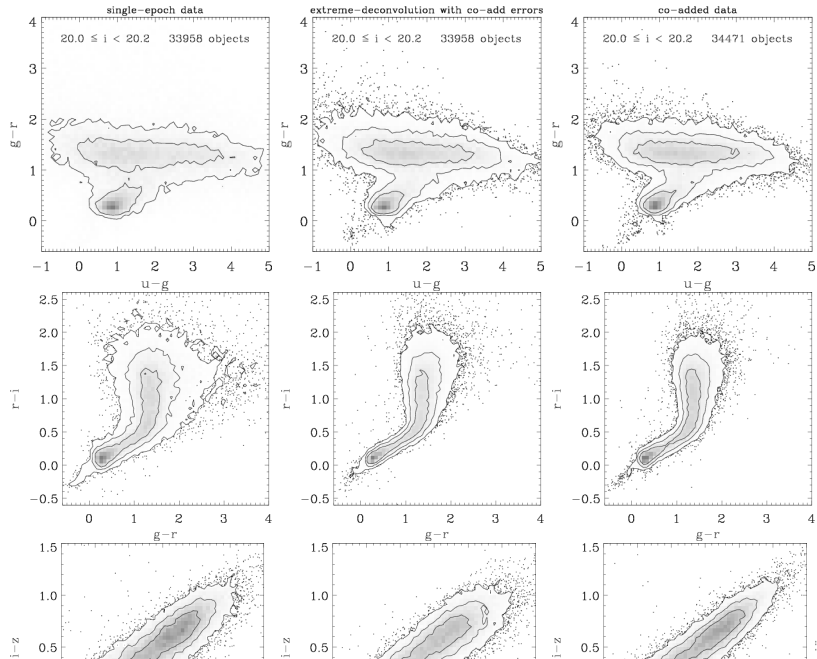 single-epoch data
extreme-deconvolution with co-add errors
co-added data
4
3
2
1
0
g-r
20.0 ≤ i < 20.2 33958 objects
-1 0 1 2 3 4 5
u-g
4
3
2
1
0
g-r
20.0 ≤ i < 20.2 33958 objects
-1 0 1 2 3 4 5
u-g
4
3
2
1
0
g-r
20.0 ≤ i < 20.2 34471 objects
-1 0 1 2 3 4 5
u-g
2.5
2.0
1.5
1.0
0.5
0.0
-0.5
r-i
0 1 2 3 4
g-r
2.5
2.0
1.5
1.0
0.5
0.0
-0.5
r-i
0 1 2 3 4
g-r
2.5
2.0
1.5
1.0
0.5
0.0
-0.5
r-i
0 1 2 3 4
g-r
1.5
1.0
0.5
i-z
1.5
1.0
0.5
i-z
1.5
1.0
0.5
i-z